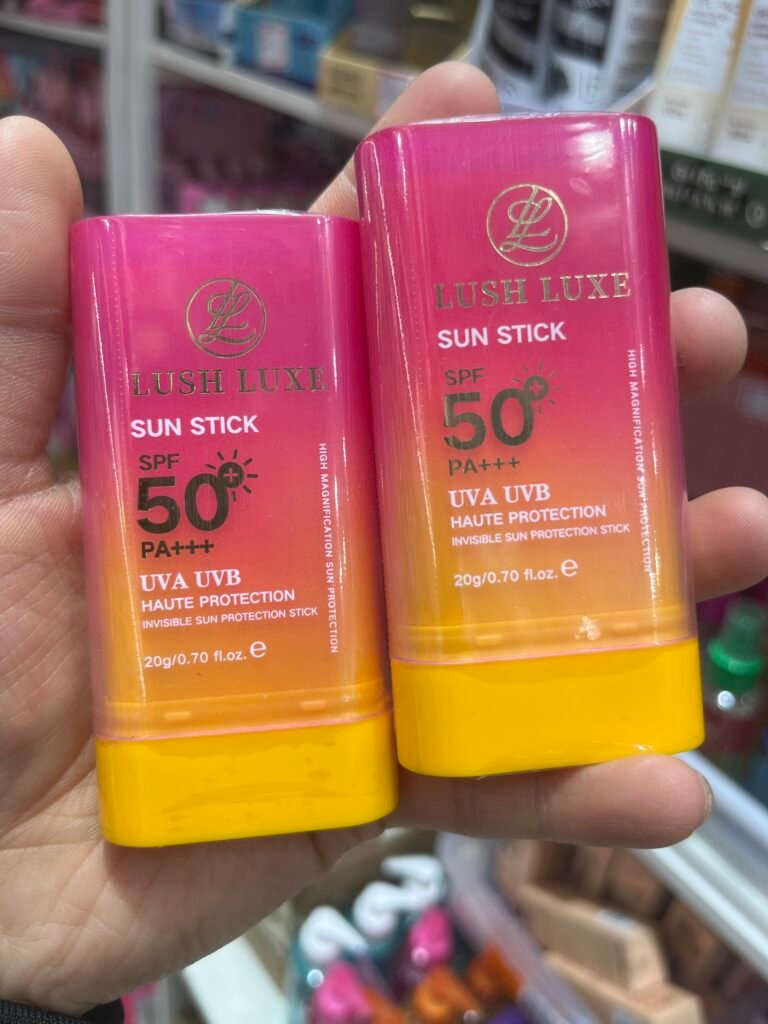 LL
LUSH LUXE
SUN STICK
SPF
50+
PA+++
UVA UVB
HAUTE PROTECTION
INVISIBLE SUN PROTECTION STICK
20g/0.70 fl.oz. e
HIGH MAGNIFICATION SUN PROTECTION
LL
LUSH LUXE
SUN STICK
SPF
50+
PA+++
UVA UVB
HAUTE PROTECTION
INVISIBLE SUN PROTECTION STICK
20g/0.70 fl.oz. e
HIGH MAGNIFICATION SUN PROTECTION